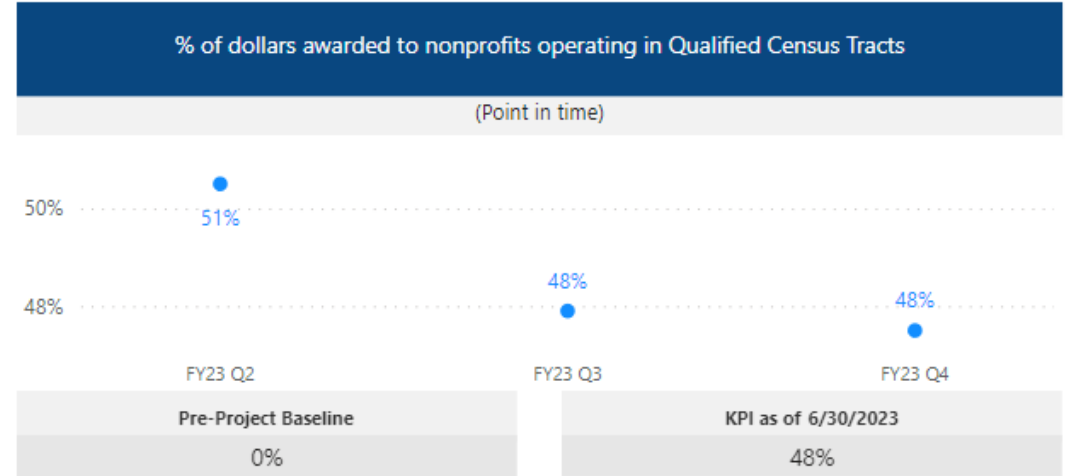 % of dollars awarded to nonprofits operating in Qualified Census Tracts
(Point in time)
50%
51%
48%
48%
48%
FY23 Q2
FY23 Q3
FY23 Q4
Pre-Project Baseline
KPI as of 6/30/2023
0%
48%